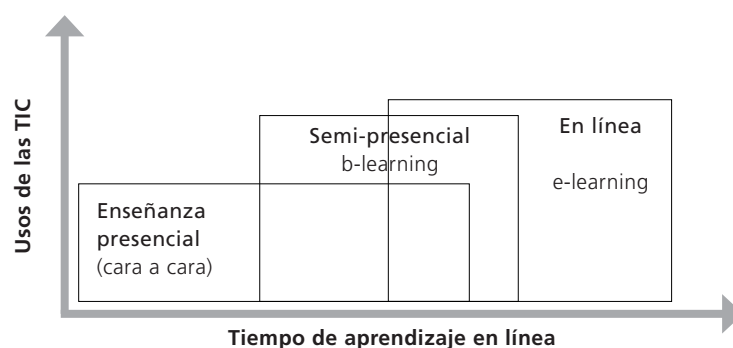 Usos de las TIC
Enseñanza
presencial
(cara a cara)
Semi-presencial
b-learning
En línea
e-learning
Tiempo de aprendizaje en línea